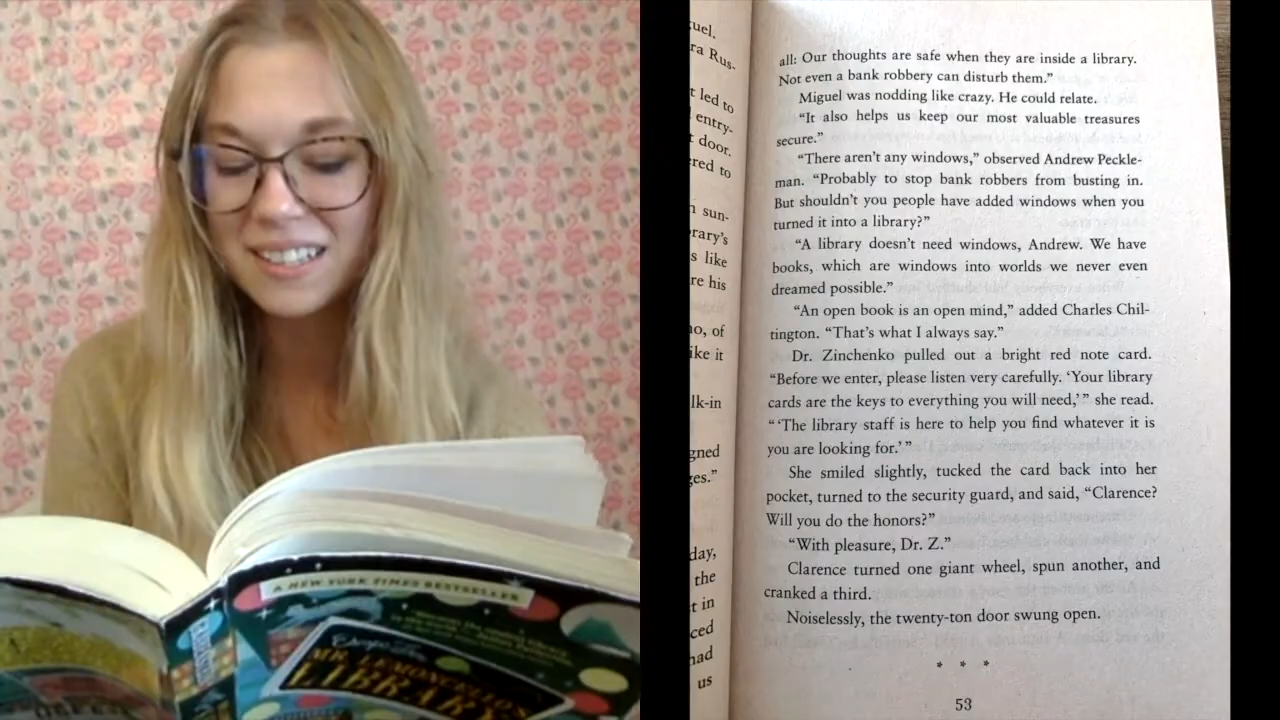 A NEW YORK TIMES BESTSELLER
Escape from
MR. LEMONCELLO'S
LIBRARY
uel.
ra Rus-
t led to
entry-
door.
red to
n sun-
rary's
s like
re his
o, of
ike it
lk-in
gned
ges."
day,
the
t in
ced
had
us
all: Our thoughts are safe when they are inside a library.
Not even a bank robbery can disturb them."
Miguel was nodding like crazy. He could relate.
"It also helps us keep our most valuable treasures
secure."
"There aren't any windows," observed Andrew Peckle-
man. "Probably to stop bank robbers from busting in.
But shouldn't you people have added windows when you
turned it into a library?"
"A library doesn't need windows, Andrew. We have
books, which are windows into worlds we never even
dreamed possible."
"An open book is an open mind," added Charles Chil-
tington. "That's what I always say."
Dr. Zinchenko pulled out a bright red note card.
"Before we enter, please listen very carefully. 'Your library
cards are the keys to everything you will need,'" she read.
"'The library staff is here to help you find whatever it is
you are looking for.'"
She smiled slightly, tucked the card back into her
pocket, turned to the security guard, and said, "Clarence?
Will you do the honors?"
"With pleasure, Dr. Z."
Clarence turned one giant wheel, spun another, and
cranked a third.
Noiselessly, the twenty-ton door swung open.
* * *
53